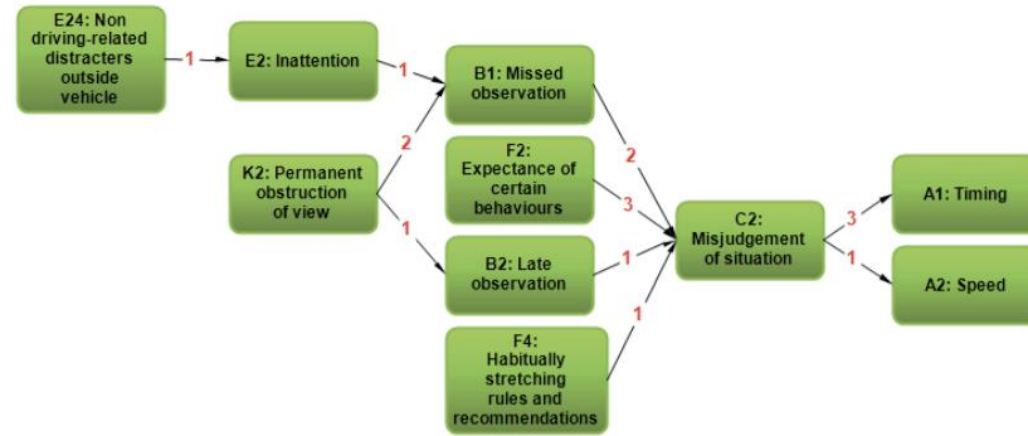 E24: Non
driving-related
distracters
outside
vehicle
1
E2: Inattention
1
B1: Missed
observation
2
K2: Permanent
obstruction
of view
2
1
F2:
Expectance of
certain
behaviours
3
B2: Late
observation
1
F4:
Habitually
stretching
rules and
recommendations
1
C2:
Misjudgement
of situation
3
A1: Timing
1
A2: Speed